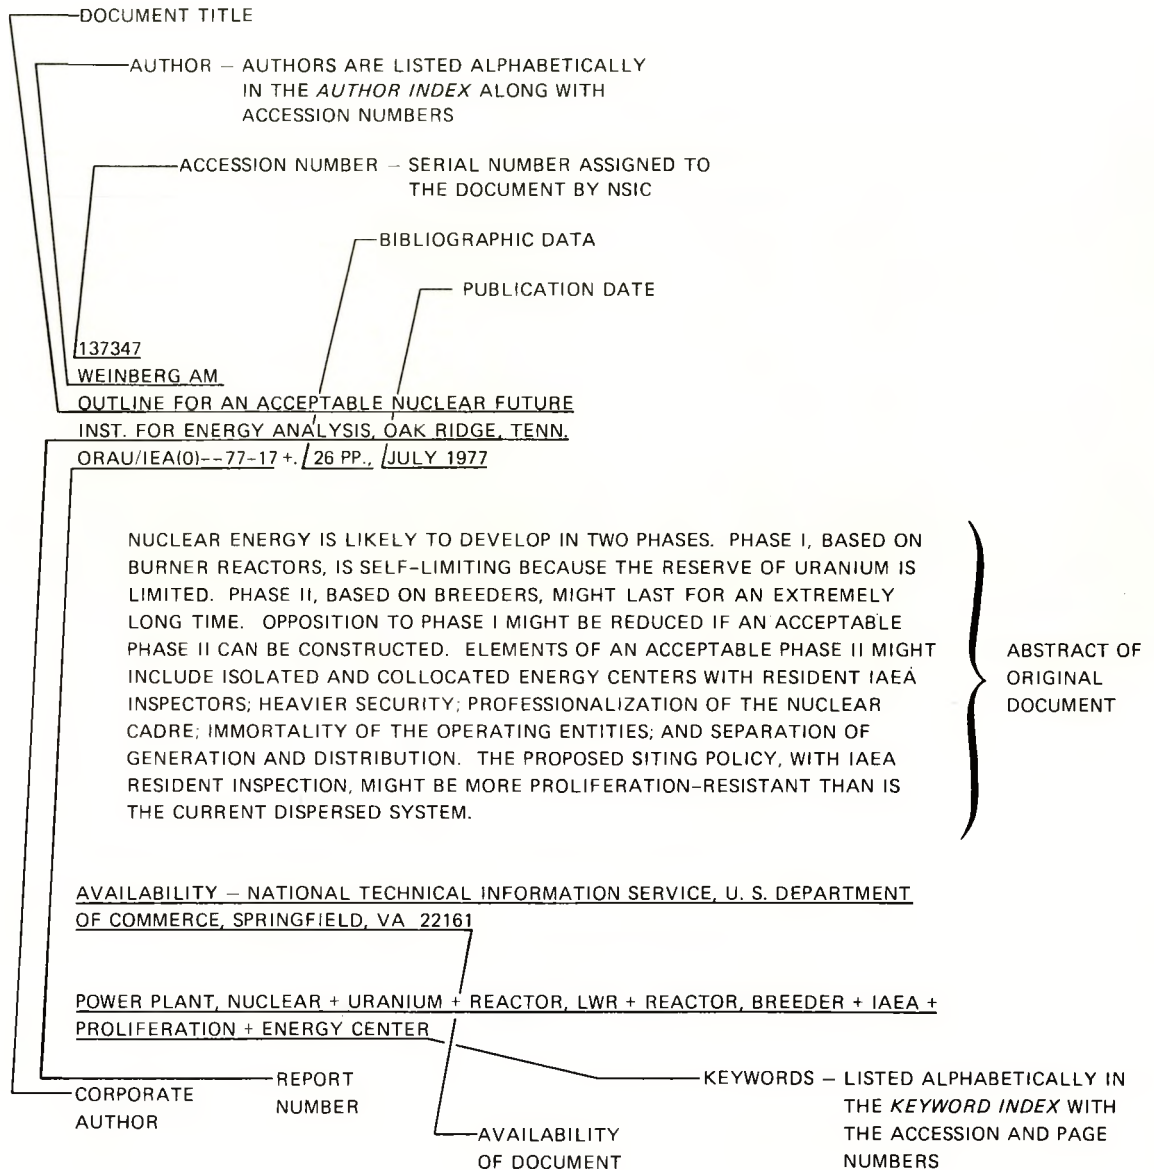 DOCUMENT TITLE
AUTHOR – AUTHORS ARE LISTED ALPHABETICALLY
IN THE AUTHOR INDEX ALONG WITH
ACCESSION NUMBERS
ACCESSION NUMBER – SERIAL NUMBER ASSIGNED TO
THE DOCUMENT BY NSIC
BIBLIOGRAPHIC DATA
PUBLICATION DATE
137347
WEINBERG AM
OUTLINE FOR AN ACCEPTABLE NUCLEAR FUTURE
INST. FOR ENERGY ANALYSIS, OAK RIDGE, TENN.
ORAU/IEA(O)--77-17 +. 26 PP., JULY 1977
NUCLEAR ENERGY IS LIKELY TO DEVELOP IN TWO PHASES. PHASE I, BASED ON
BURNER REACTORS, IS SELF-LIMITING BECAUSE THE RESERVE OF URANIUM IS
LIMITED. PHASE II, BASED ON BREEDERS, MIGHT LAST FOR AN EXTREMELY
LONG TIME. OPPOSITION TO PHASE I MIGHT BE REDUCED IF AN ACCEPTABLE
PHASE II CAN BE CONSTRUCTED. ELEMENTS OF AN ACCEPTABLE PHASE II MIGHT
INCLUDE ISOLATED AND COLLOCATED ENERGY CENTERS WITH RESIDENT IAEA
INSPECTORS; HEAVIER SECURITY; PROFESSIONALIZATION OF THE NUCLEAR
CADRE; IMMORTALITY OF THE OPERATING ENTITIES; AND SEPARATION OF
GENERATION AND DISTRIBUTION. THE PROPOSED SITING POLICY, WITH IAEA
RESIDENT INSPECTION, MIGHT BE MORE PROLIFERATION-RESISTANT THAN IS
THE CURRENT DISPERSED SYSTEM.
ABSTRACT OF
ORIGINAL
DOCUMENT
AVAILABILITY – NATIONAL TECHNICAL INFORMATION SERVICE, U. S. DEPARTMENT
OF COMMERCE, SPRINGFIELD, VA 22161
POWER PLANT, NUCLEAR + URANIUM + REACTOR, LWR + REACTOR, BREEDER + IAEA +
PROLIFERATION + ENERGY CENTER
REPORT
NUMBER
CORPORATE
AUTHOR
AVAILABILITY
OF DOCUMENT
KEYWORDS – LISTED ALPHABETICALLY IN
THE KEYWORD INDEX WITH
THE ACCESSION AND PAGE
NUMBERS